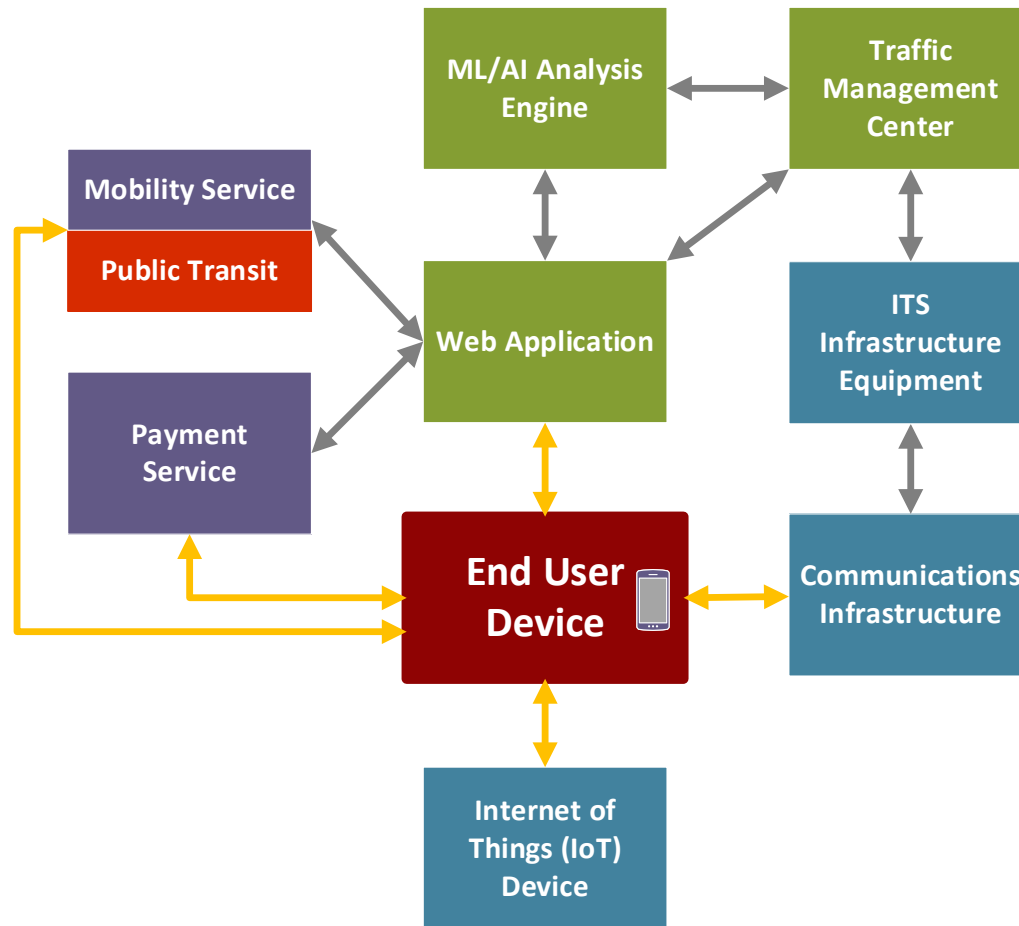 ML/AI Analysis
Engine
Traffic
Management
Center
Mobility Service
Public Transit
Web Application
ITS
Infrastructure
Equipment
Payment
Service
End User
Device
Communications
Infrastructure
Internet of
Things (IoT)
Device